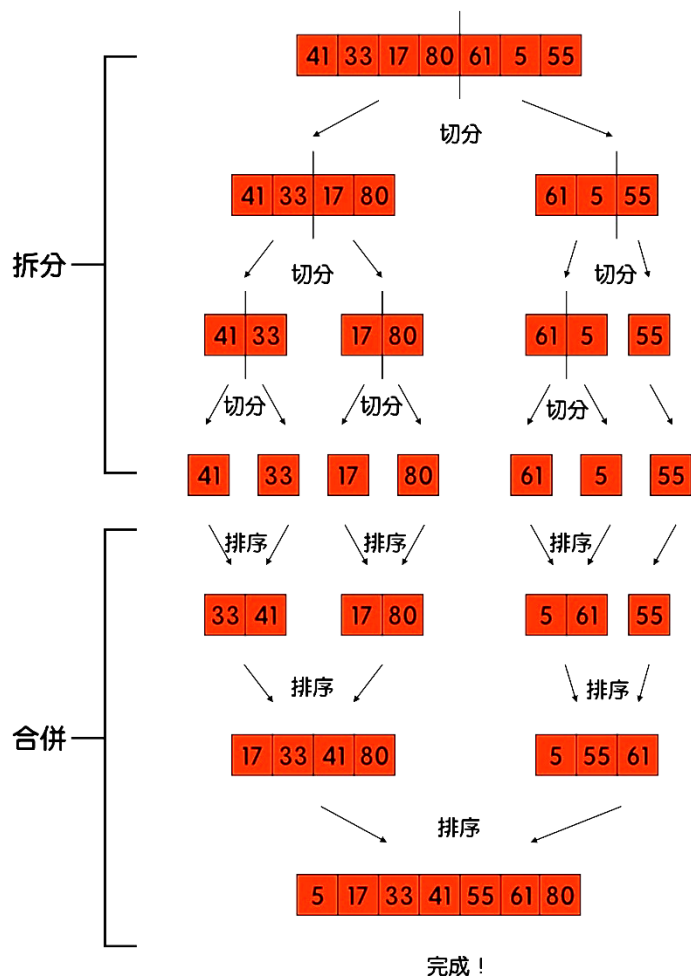 41 33 17 80 61 5 55
切分
41 33 17 80 61 5 55
拆分
切分 切分
41 33 17 80 61 5 55
切分 切分 切分
41 33 17 80 61 5 55
排序 排序 排序
33 41 17 80 5 61 55
排序 排序
合併
17 33 41 80 5 55 61
排序
5 17 33 41 55 61 80
完成！